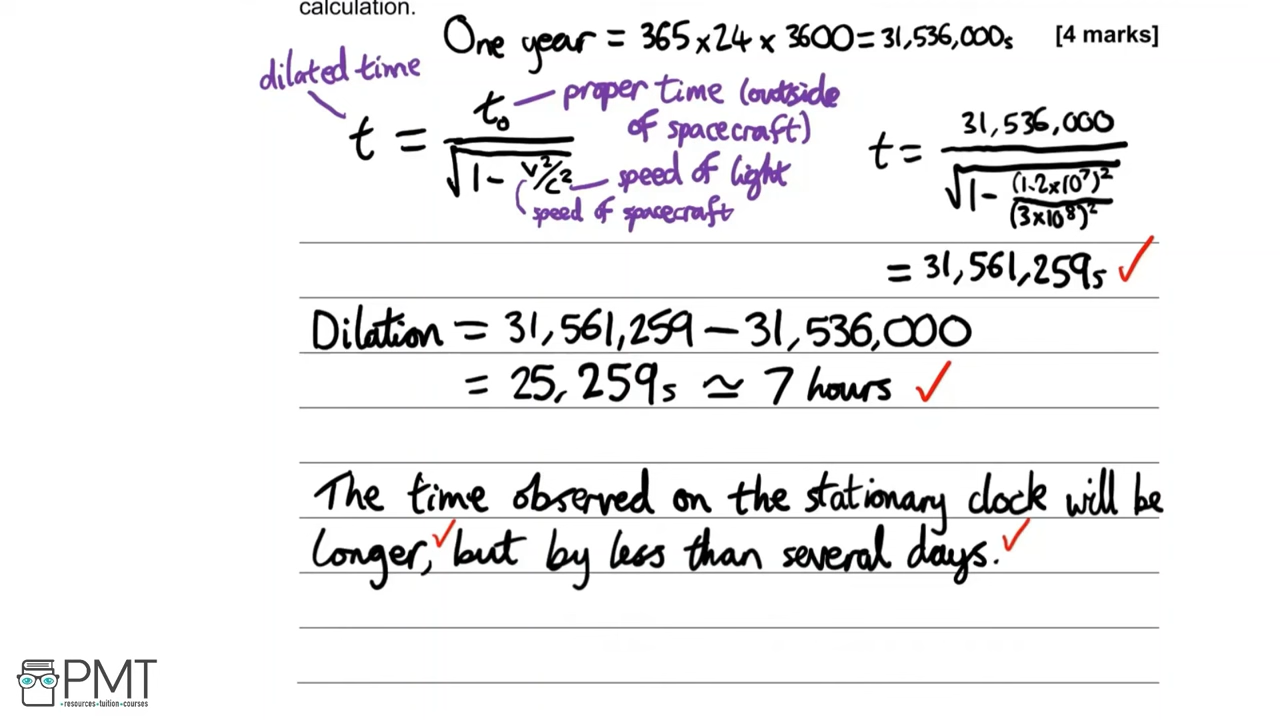 calculation.
One year = 365 x 24 x 3600 = 31,536,000s [4 marks]
dilated time
t = t₀ / √(1 - v²/c²)
proper time (outside
of spacecraft)
speed of light
speed of spacecraft
t = 31,536,000 / √(1 - (1.2x10⁷)²/(3x10⁸)²)
= 31,561,259s ✓
Dilation = 31,561,259 - 31,536,000
= 25,259s ≃ 7 hours ✓
The time observed on the stationary clock will be
longer, ✓ but by less than several days. ✓
PMT
•resources•tuition•courses